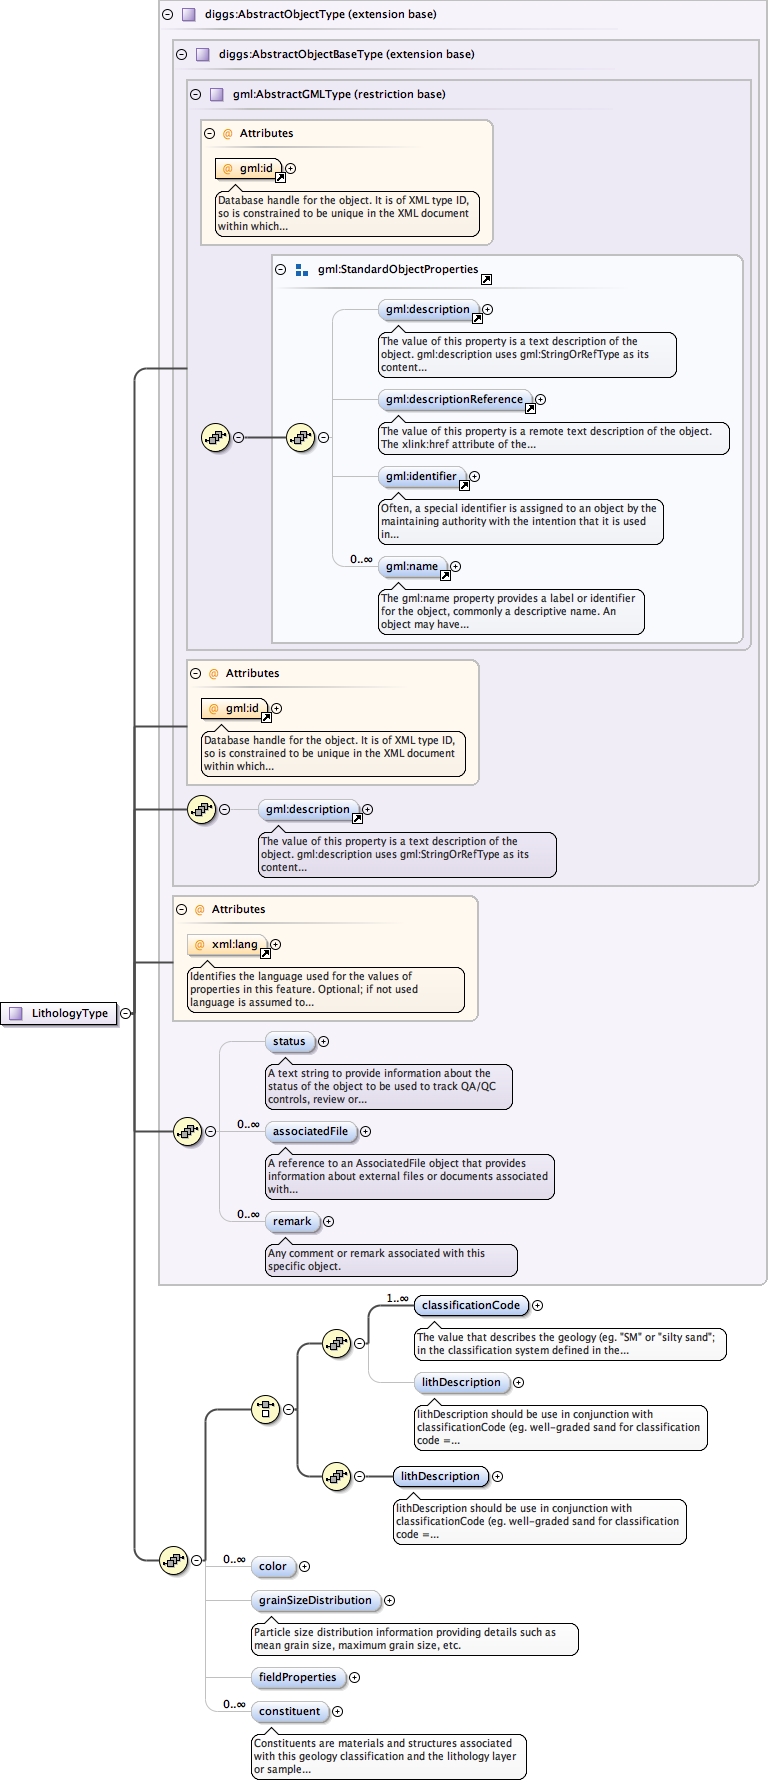 diggs:AbstractObjectType (extension base)
diggs:AbstractObjectBaseType (extension base)
gml:AbstractGMLType (restriction base)
@ Attributes
@ gml:id
Database handle for the object. It is of XML type ID,
so is constrained to be unique in the XML document
within which...
gml:StandardObjectProperties
gml:description
The value of this property is a text description of the
object. gml:description uses gml:StringOrRefType as its
content...
gml:descriptionReference
The value of this property is a remote text description of the object.
The xlink:href attribute of the...
gml:identifier
Often, a special identifier is assigned to an object by the
maintaining authority with the intention that it is used
in...
0..∞ gml:name
The gml:name property provides a label or identifier
for the object, commonly a descriptive name. An
object may have...
@ Attributes
@ gml:id
Database handle for the object. It is of XML type ID,
so is constrained to be unique in the XML document
within which...
gml:description
The value of this property is a text description of the
object. gml:description uses gml:StringOrRefType as its
content...
@ Attributes
@ xml:lang
Identifies the language used for the values of
properties in this feature. Optional; if not used
language is assumed to...
LithologyType
status
A text string to provide information about the
status of the object to be used to track QA/QC
controls, review or...
0..∞ associatedFile
A reference to an AssociatedFile object that provides
information about external files or documents associated
with...
0..∞ remark
Any comment or remark associated with this
specific object.
1..∞ classificationCode
The value that describes the geology (eg. "SM" or "silty sand";
in the classification system defined in the...
lithDescription
lithDescription should be use in conjunction with
classificationCode (eg. well-graded sand for classification
code =...
lithDescription
lithDescription should be use in conjunction with
classificationCode (eg. well-graded sand for classification
code =...
0..∞ color
grainSizeDistribution
Particle size distribution information providing details such as
mean grain size, maximum grain size, etc.
fieldProperties
0..∞ constituent
Constituents are materials and structures associated
with this geology classification and the lithology layer
or sample...